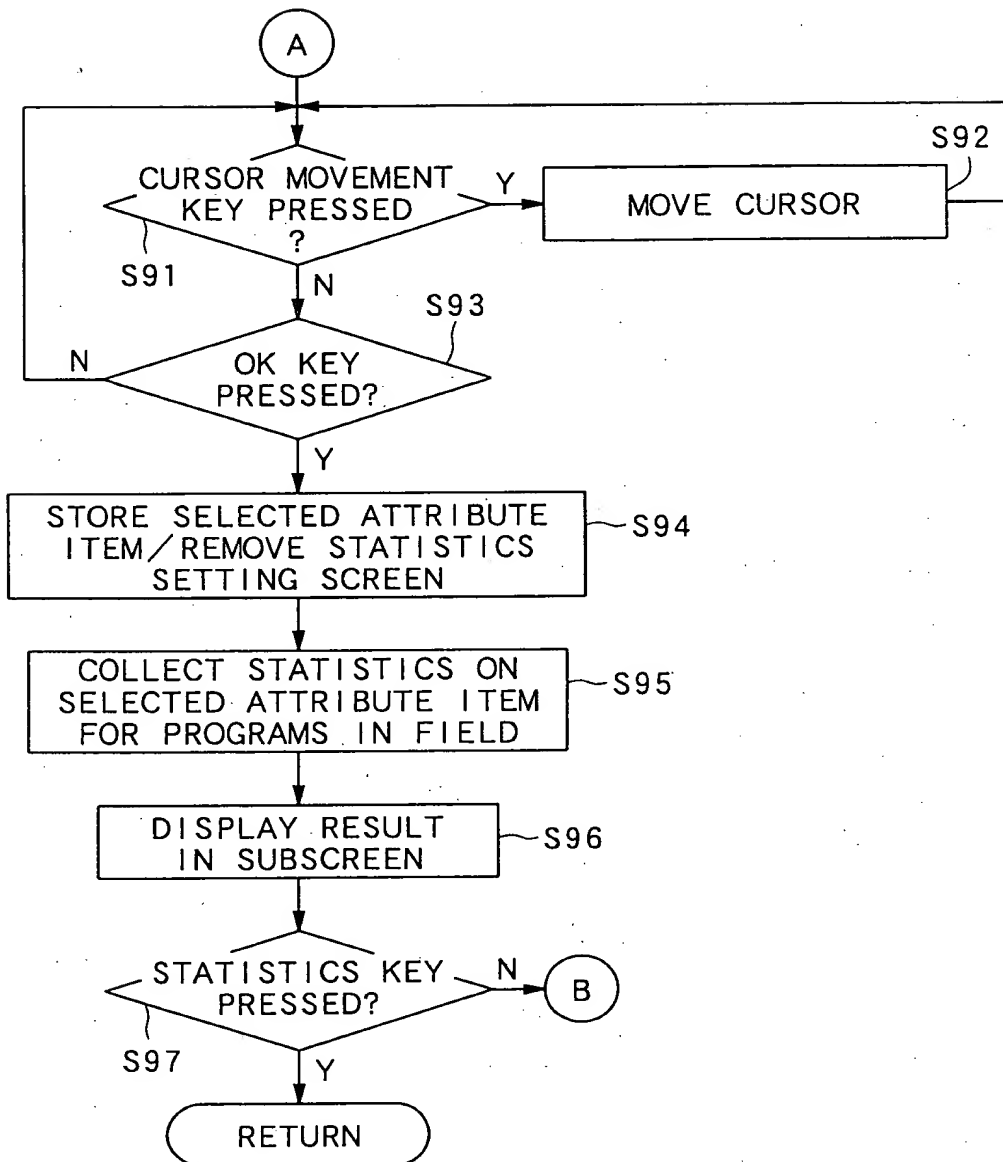 A
CURSOR MOVEMENT
KEY PRESSED
?
Y
S91
N
S92
MOVE CURSOR
S93
OK KEY
PRESSED?
N
Y
STORE SELECTED ATTRIBUTE
ITEM/REMOVE STATISTICS
SETTING SCREEN
S94
COLLECT STATISTICS ON
SELECTED ATTRIBUTE ITEM
FOR PROGRAMS IN FIELD
S95
DISPLAY RESULT
IN SUBSCREEN
S96
STATISTICS KEY
PRESSED?
N
B
S97
Y
RETURN